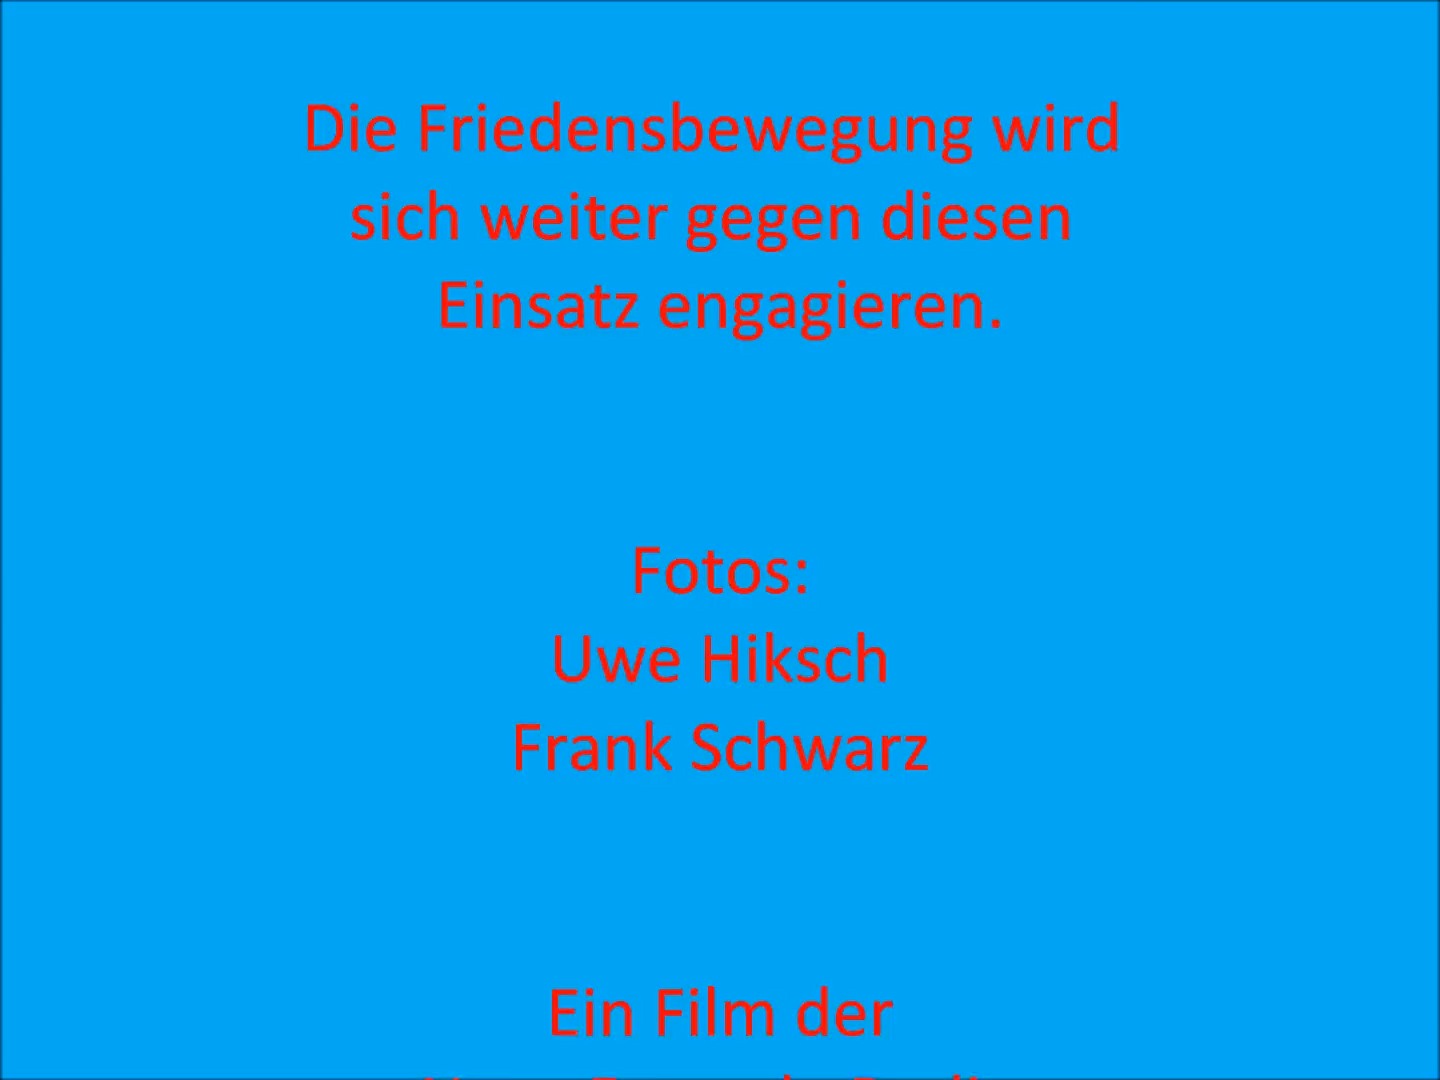 Die Friedensbewegung wird
sich weiter gegen diesen
Einsatz engagieren.
Fotos:
Uwe Hiksch
Frank Schwarz
Ein Film der